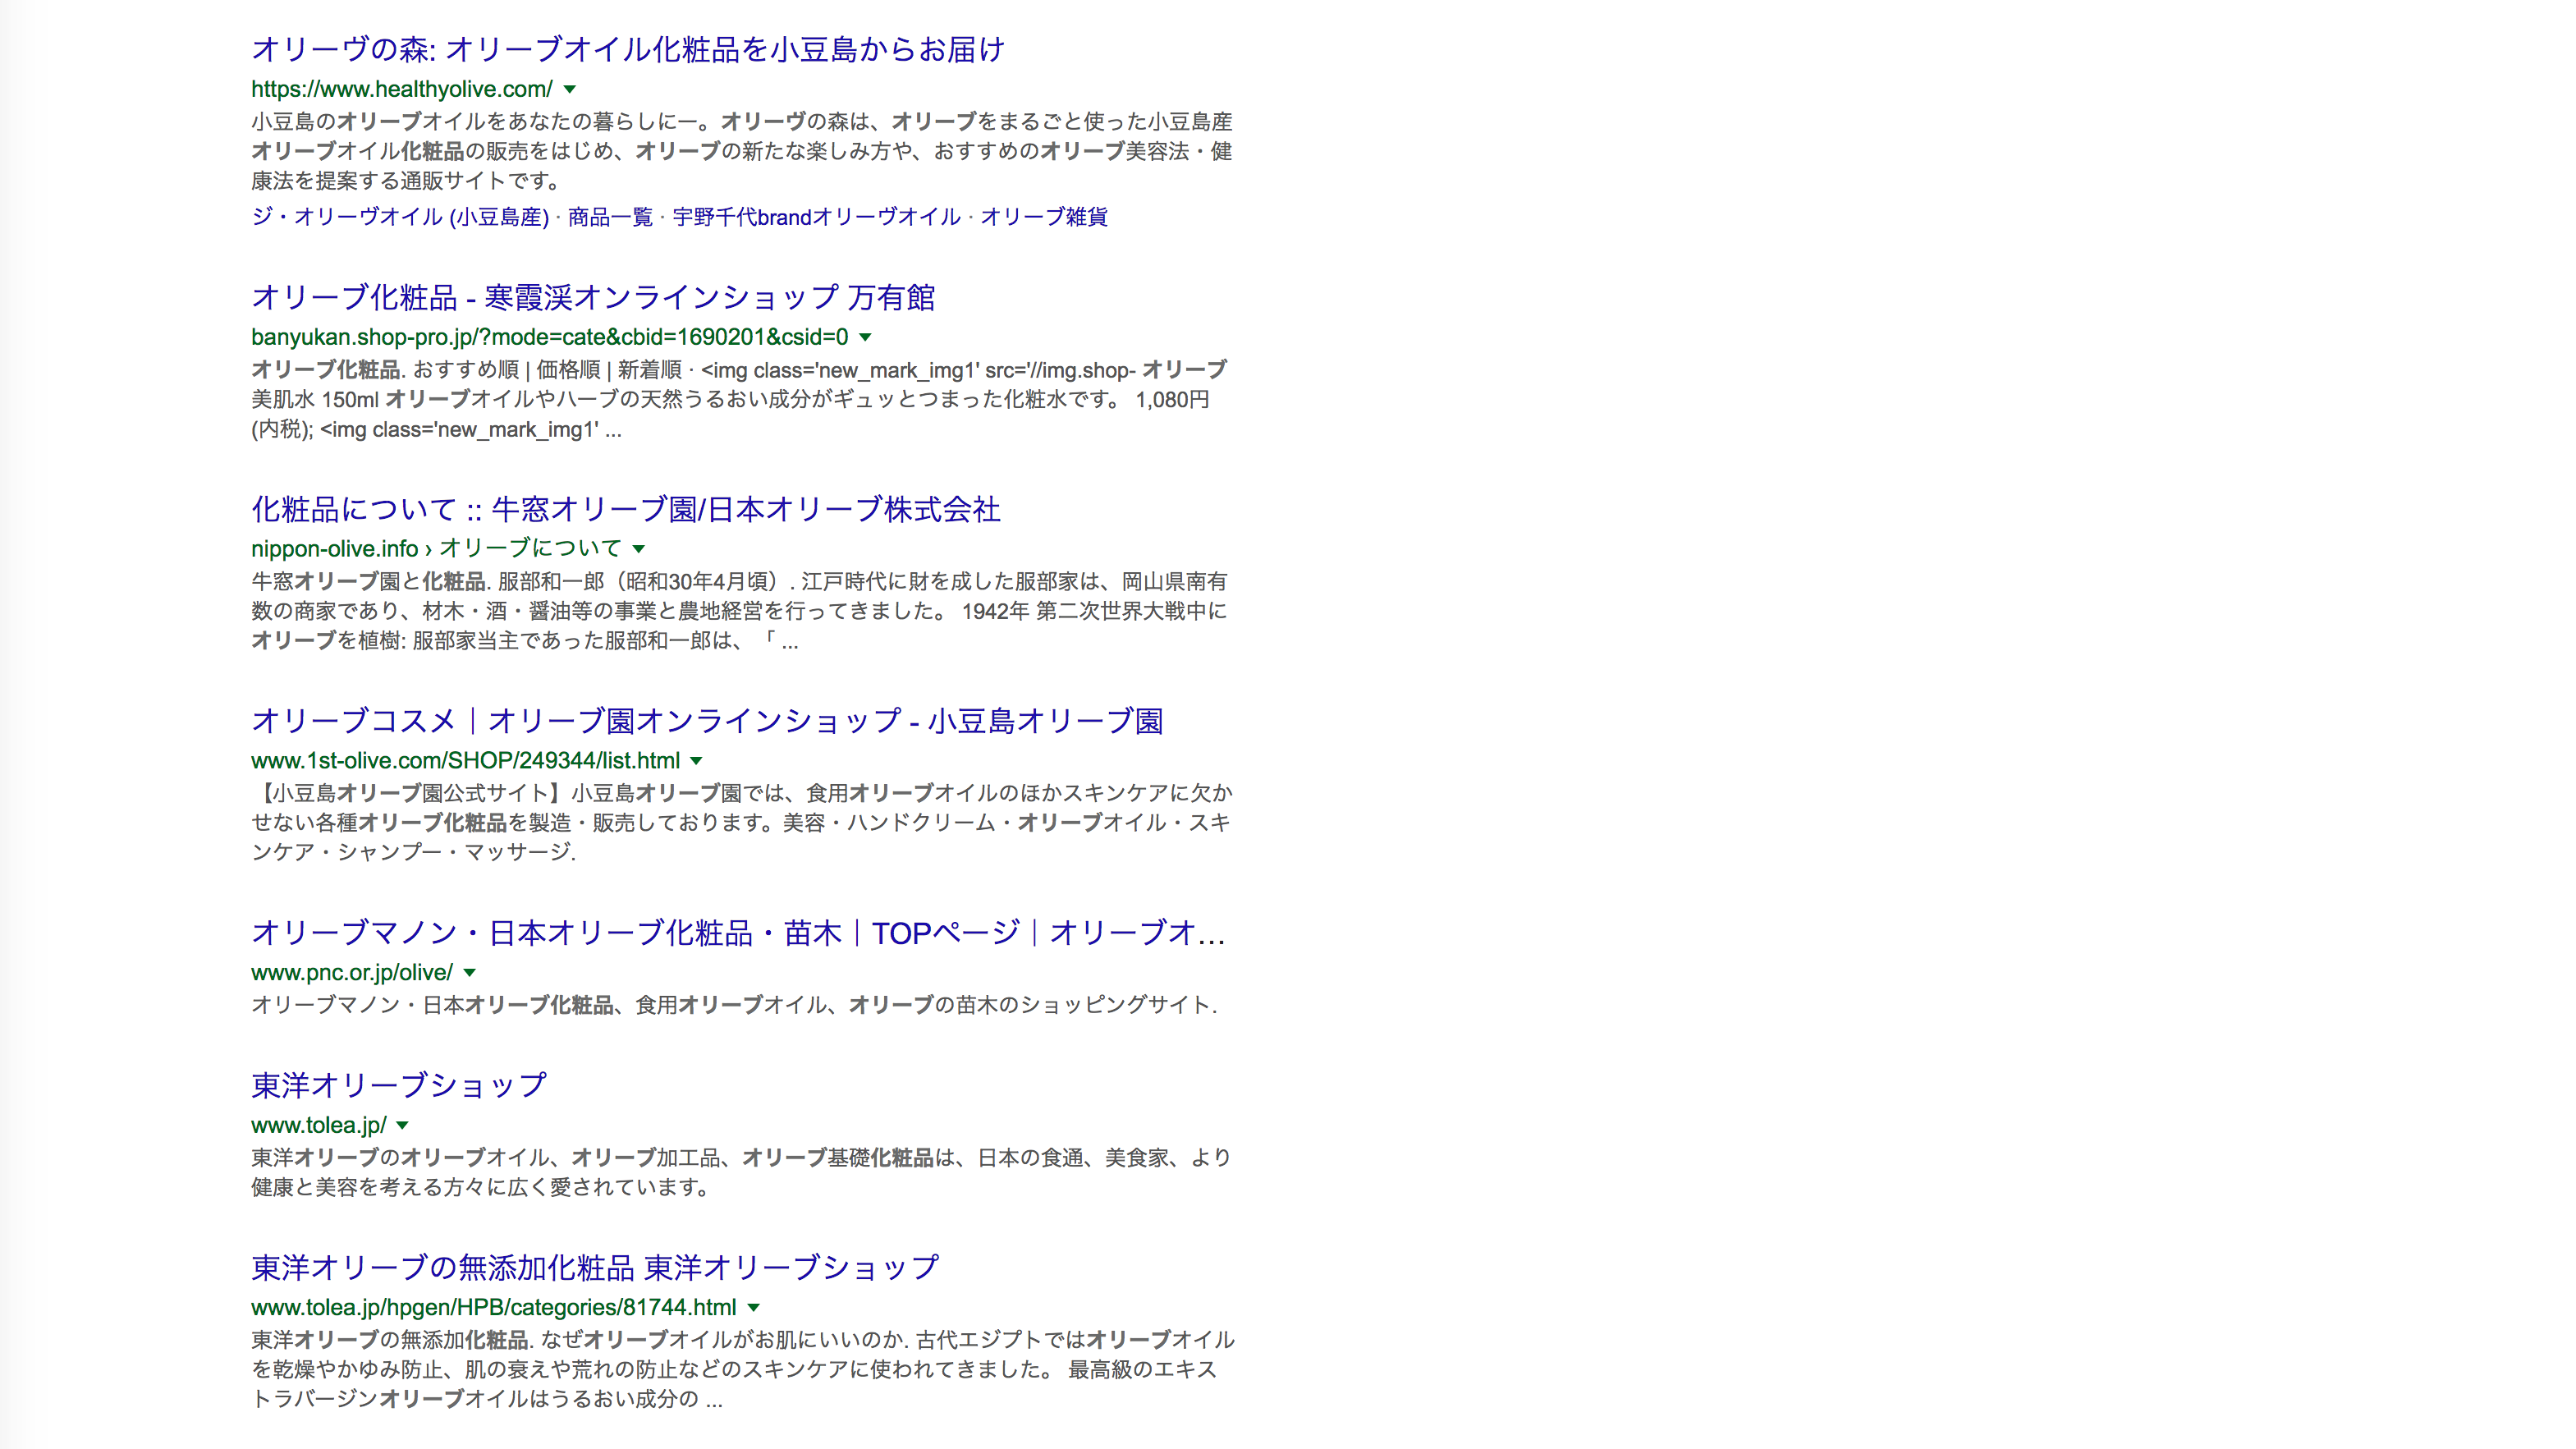 オリーヴの森: オリーブオイル化粧品を小豆島からお届け
https://www.healthyolive.com/
小豆島のオリーブオイルをあなたの暮らしに一。オリーヴの森は、オリーブをまるごと使った小豆島産
オリーブオイル化粧品の販売をはじめ、オリーブの新たな楽しみ方や、おすすめのオリーブ美容法・健
康法を提案する通販サイトです。
ジ・オリーヴオイル (小豆島産) · 商品一覧 · 宇野千代brandオリーヴオイル · オリーブ雑貨
オリーブ化粧品 - 寒霞渓オンラインショップ 万有館
banyukan.shop-pro.jp/?mode=cate&cbid=1690201&csid=0
オリーブ化粧品. おすすめ順 | 価格順 | 新着順 · <img class='new_mark_img1' src='//img.shop- オリーブ
美肌水 150ml オリーブオイルやハーブの天然うるおい成分がギュッとつまった化粧水です。 1,080円
(内税); <img class='new_mark_img1' ...
化粧品について :: 牛窓オリーブ園/日本オリーブ株式会社
nippon-olive.info › オリーブについて
牛窓オリーブ園と化粧品. 服部和一郎（昭和30年4月頃）. 江戸時代に財を成した服部家は、岡山県南有
数の商家であり、材木・酒・醤油等の事業と農地経営を行ってきました。 1942年 第二次世界大戦中に
オリーブを植樹: 服部家当主であった服部和一郎は、「 ...
オリーブコスメ｜オリーブ園オンラインショップ - 小豆島オリーブ園
www.1st-olive.com/SHOP/249344/list.html
【小豆島オリーブ園公式サイト】小豆島オリーブ園では、食用オリーブオイルのほかスキンケアに欠か
せない各種オリーブ化粧品を製造・販売しております。美容・ハンドクリーム・オリーブオイル・スキ
ンケア・シャンプー・マッサージ.
オリーブマノン・日本オリーブ化粧品・苗木｜TOPページ｜オリーブオ...
www.pnc.or.jp/olive/
オリーブマノン・日本オリーブ化粧品、食用オリーブオイル、オリーブの苗木のショッピングサイト.
東洋オリーブショップ
www.tolea.jp/
東洋オリーブのオリーブオイル、オリーブ加工品、オリーブ基礎化粧品は、日本の食通、美食家、より
健康と美容を考える方々に広く愛されています。
東洋オリーブの無添加化粧品 東洋オリーブショップ
www.tolea.jp/hpgen/HPB/categories/81744.html
東洋オリーブの無添加化粧品. なぜオリーブオイルがお肌にいいのか. 古代エジプトではオリーブオイル
を乾燥やかゆみ防止、肌の衰えや荒れの防止などのスキンケアに使われてきました。 最高級のエキス
トラバージンオリーブオイルはうるおい成分の ...